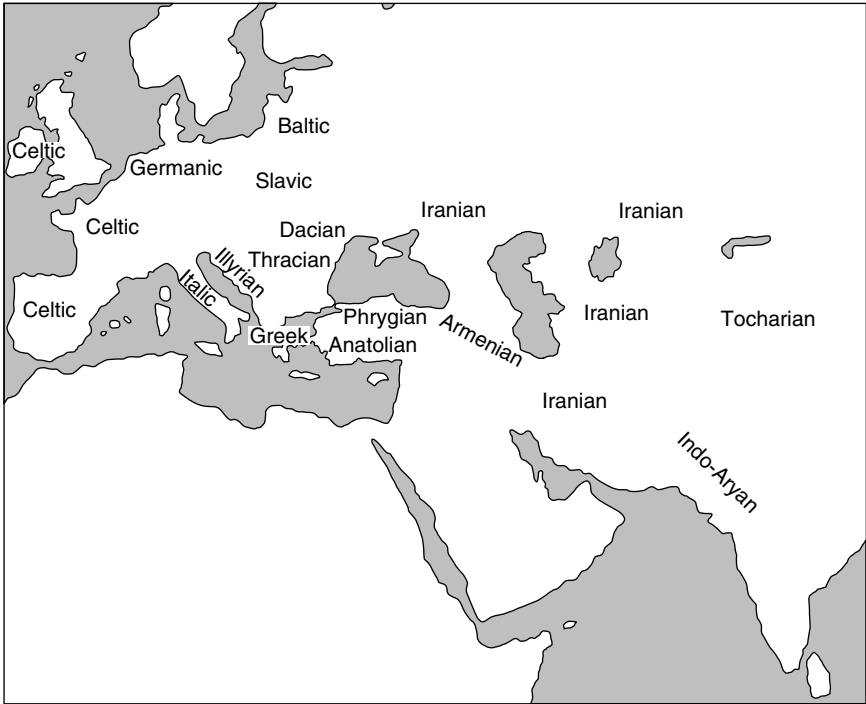 Baltic
Celtic
Germanic
Slavic
Iranian
Iranian
Celtic
Dacian
Thracian
Illyrian
Italic
Celtic
Greek
Phrygian
Anatolian
Armenian
Iranian
Tocharian
Iranian
Indo-Aryan